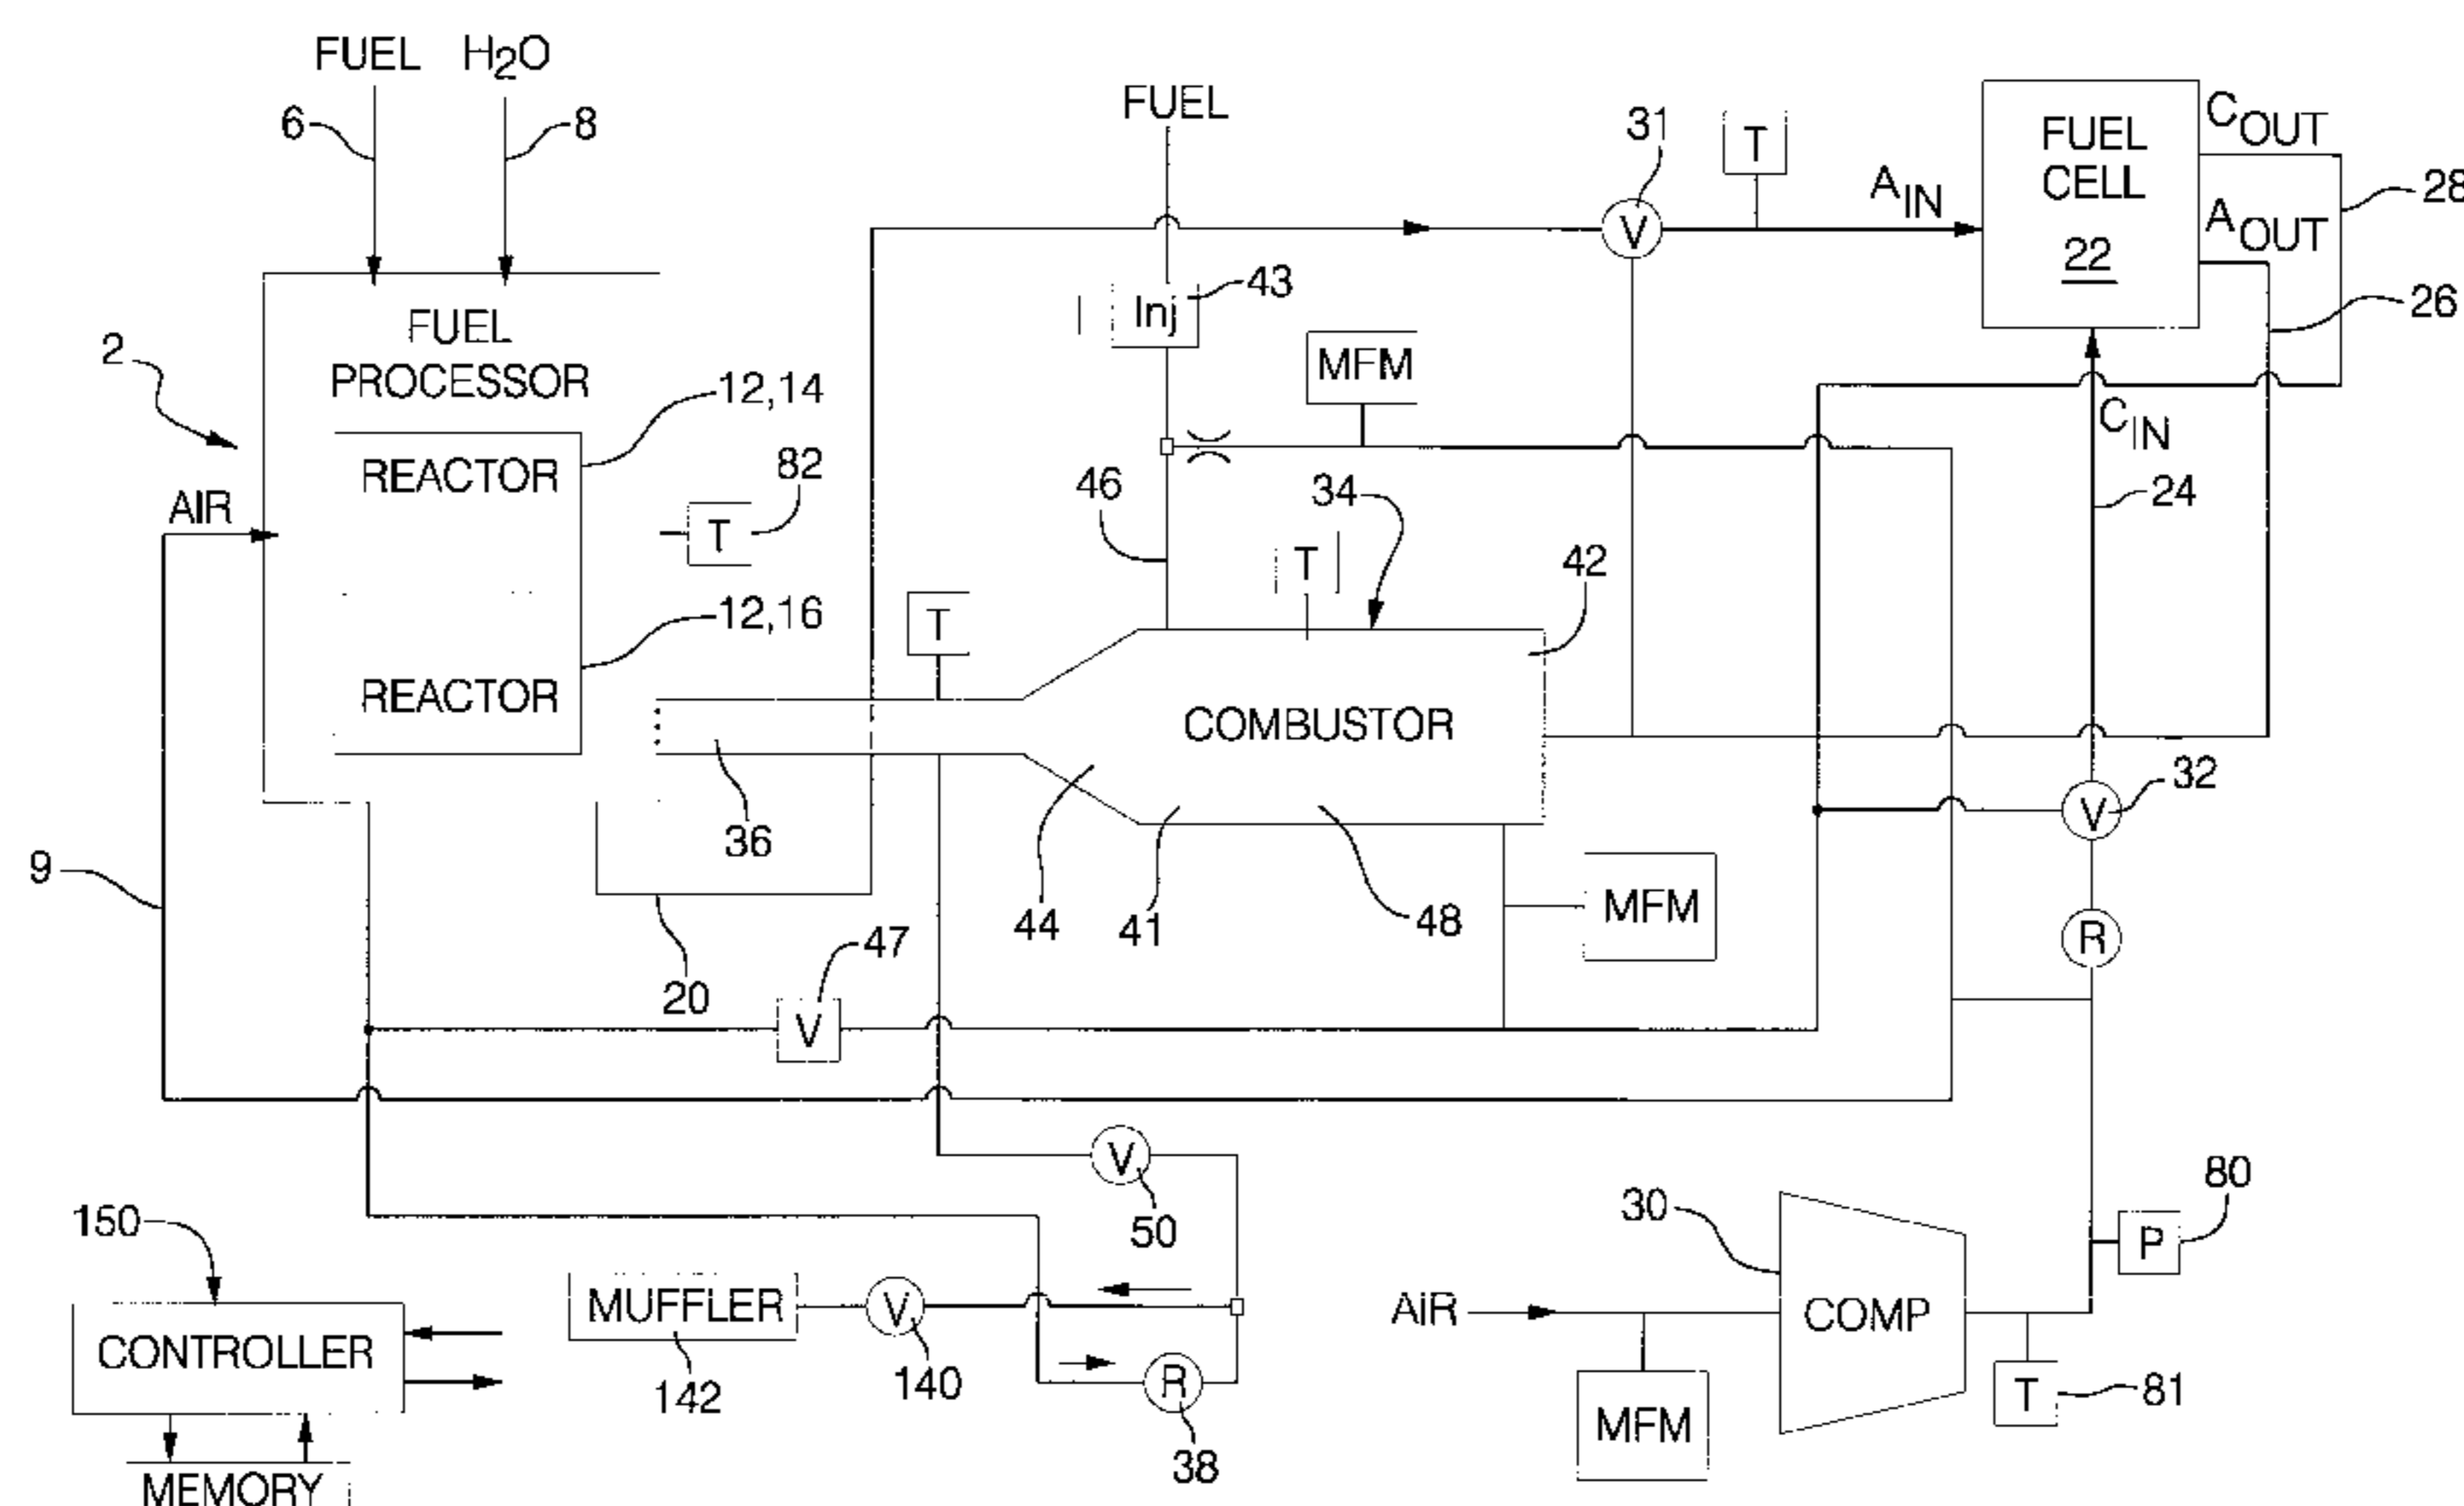 FUEL H2O
6
8
FUEL
PROCESSOR
2
REACTOR
12,14
AIR
T
82
REACTOR
12,16
9
36
20
47
V
FUEL
Inj
43
MFM
46
34
T
T
42
COMBUSTOR
44
41
48
MFM
31
V
T
AIN
FUEL
CELL
22
COUT
AOUT
28
26
CIN
24
32
V
R
V
50
150
CONTROLLER
MEMORY
MUFFLER
142
V
140
R
38
AIR
MFM
30
COMP
T
81
P
80